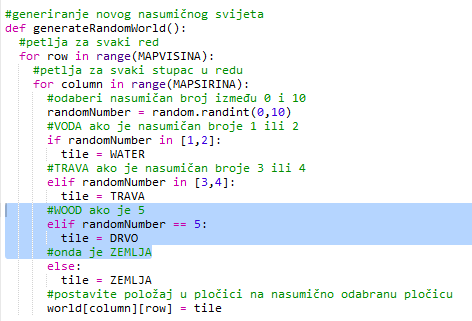 #generiranje novog nasumičnog svijeta
def generateRandomWorld():
#petlja za svaki red
for row in range(MAPVISINA):
#petlja za svaki stupac u redu
for column in range(MAPSIRINA):
#odaberi nasumičan broj između 0 i 10
randomNumber = random.randint(0,10)
#VODA ako je nasumičan broje 1 ili 2
if randomNumber in [1,2]:
tile = WATER
#TRAVA ako je nasumičan broje 3 ili 4
elif randomNumber in [3,4]:
tile = TRAVA
#WOOD ako je 5
elif randomNumber == 5:
tile = DRVO
#onda je ZEMLJA
else:
tile = ZEMLJA
#postavite položaj u pločici na nasumično odabranu pločicu
world[column][row] = tile